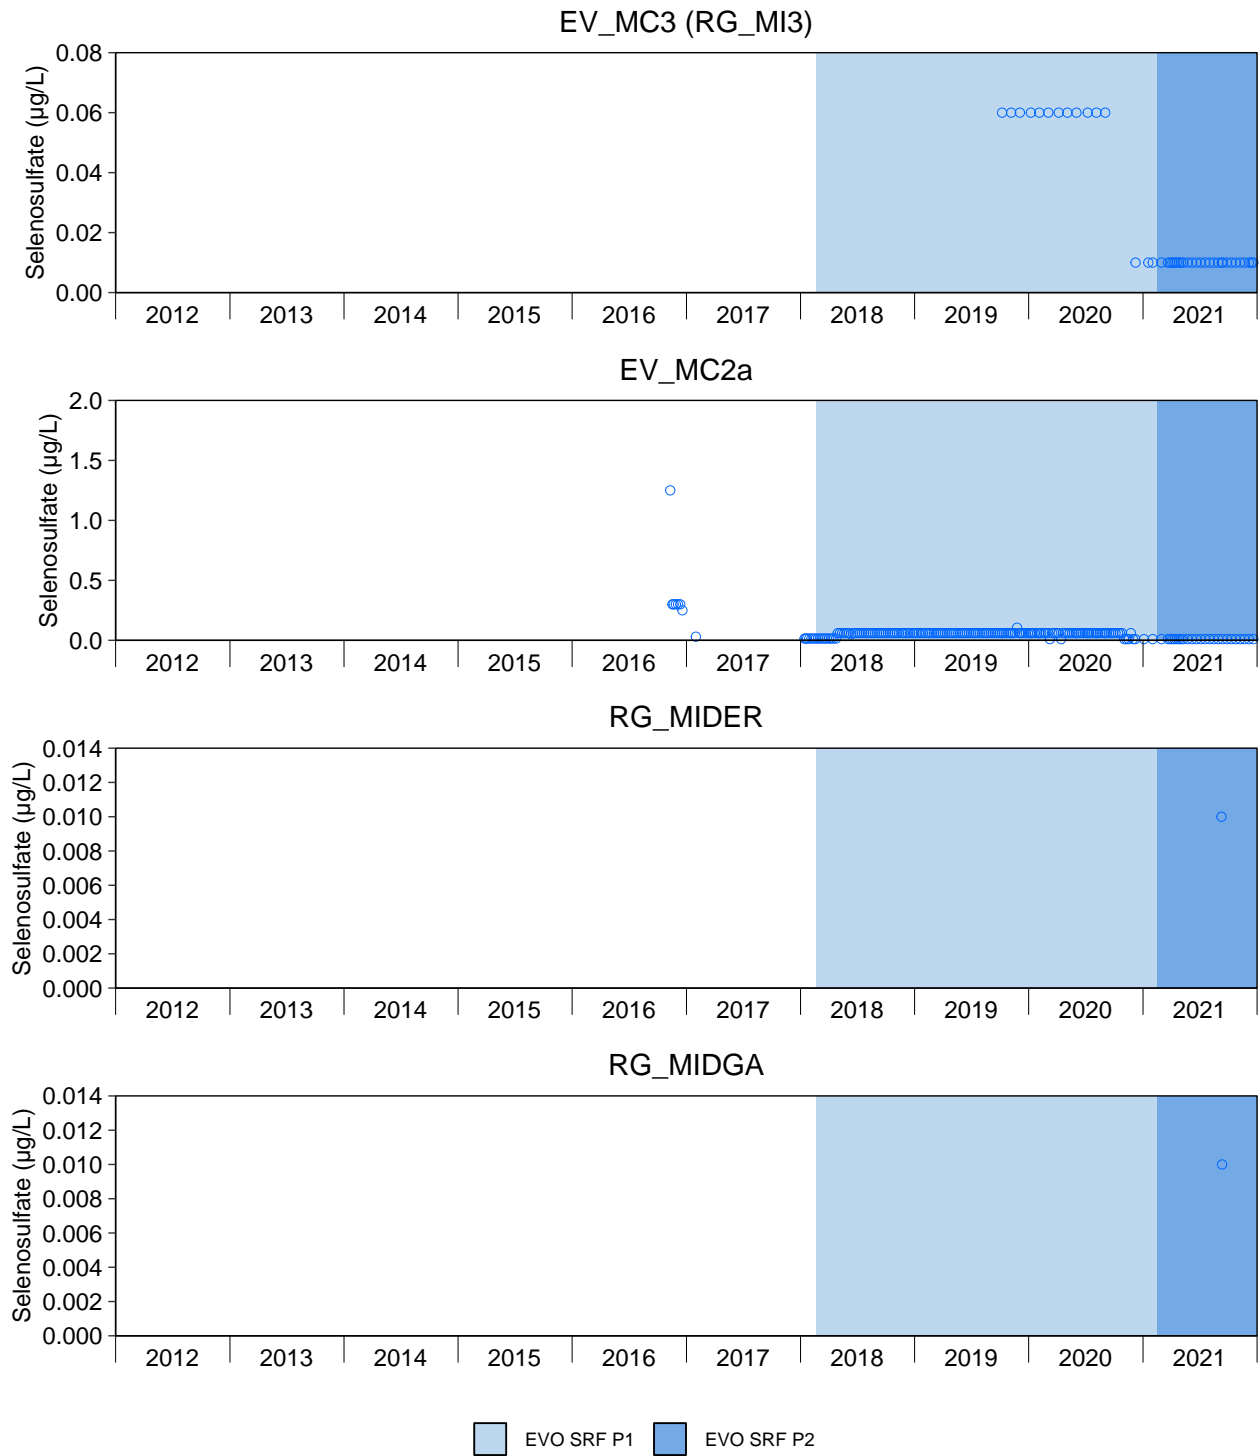 EV_MC3 (RG_MI3)
Selenosulfate (µg/L)
0.08
0.06
0.04
0.02
0.00
2012 2013 2014 2015 2016 2017 2018 2019 2020 2021
EV_MC2a
Selenosulfate (µg/L)
2.0
1.5
1.0
0.5
0.0
2012 2013 2014 2015 2016 2017 2018 2019 2020 2021
RG_MIDER
Selenosulfate (µg/L)
0.014
0.012
0.010
0.008
0.006
0.004
0.002
0.000
2012 2013 2014 2015 2016 2017 2018 2019 2020 2021
RG_MIDGA
Selenosulfate (µg/L)
0.014
0.012
0.010
0.008
0.006
0.004
0.002
0.000
2012 2013 2014 2015 2016 2017 2018 2019 2020 2021
EVO SRF P1 EVO SRF P2